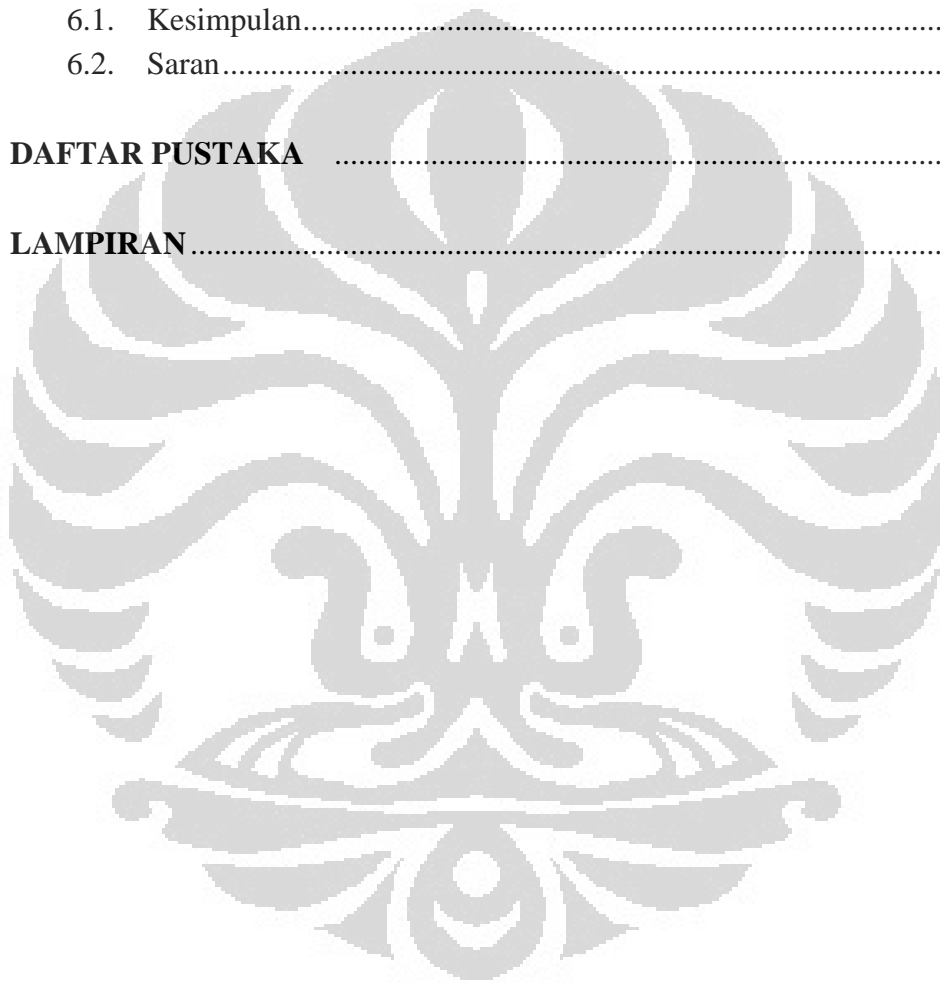 6.1. Kesimpulan........................................................................................
6.2. Saran...................................................................................................
DAFTAR PUSTAKA ..................................................................................
LAMPIRAN....................................................................................................